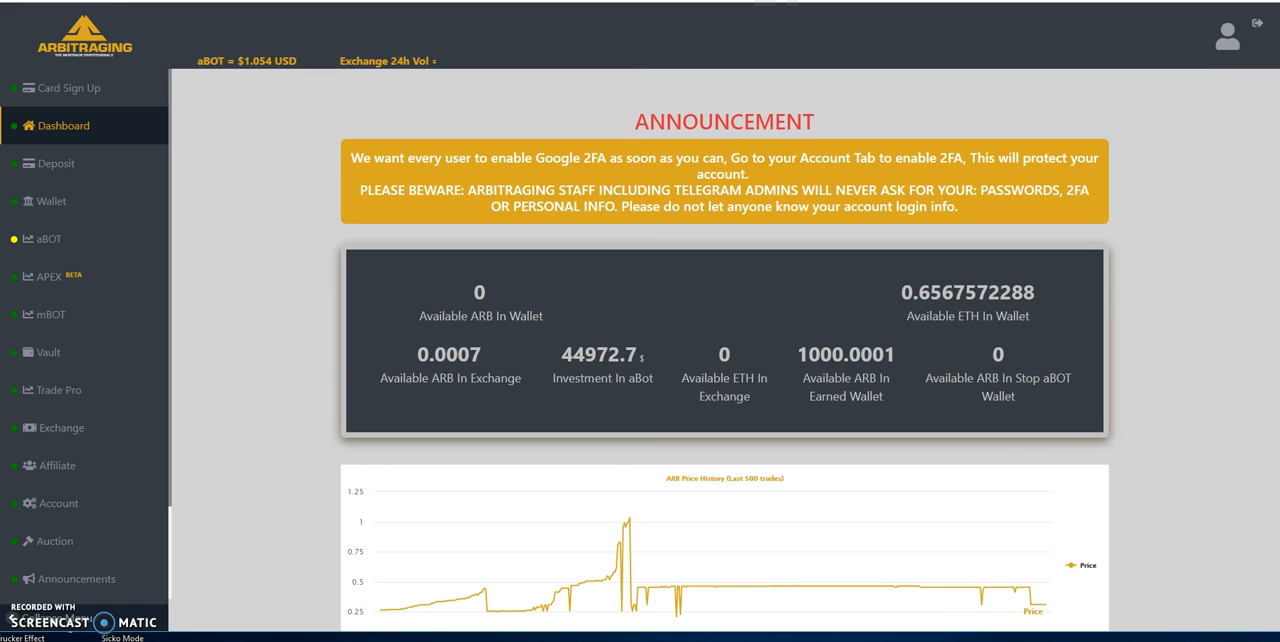 ARBITRAGING
THE ARBITRAGE PROFESSIONALS
aBOT = $1.054 USD
Exchange 24h Vol =
Card Sign Up
Dashboard
Deposit
Wallet
aBOT
APEX BETA
mBOT
Vault
Trade Pro
Exchange
Affiliate
Account
Auction
Announcements
ANNOUNCEMENT
We want every user to enable Google 2FA as soon as you can, Go to your Account Tab to enable 2FA, This will protect your
account.
PLEASE BEWARE: ARBITRAGING STAFF INCLUDING TELEGRAM ADMINS WILL NEVER ASK FOR YOUR: PASSWORDS, 2FA
OR PERSONAL INFO. Please do not let anyone know your account login info.
0
Available ARB In Wallet
0.6567572288
Available ETH In Wallet
0.0007
Available ARB In Exchange
44972.7 $
Investment In aBot
0
Available ETH In
Exchange
1000.0001
Available ARB In
Earned Wallet
0
Available ARB In Stop aBOT
Wallet
ARB Price History (Last 500 trades)
1.25
1
0.75
0.5
0.25
Price
Price
RECORDED WITH
SCREENCAST MATIC
rucker Effect
Sicko Mode